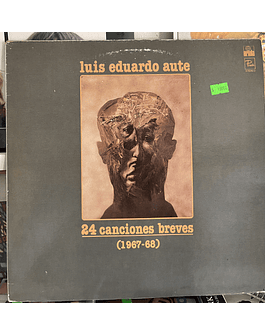 luis eduardo aute
24 canciones breves
(1967-68)